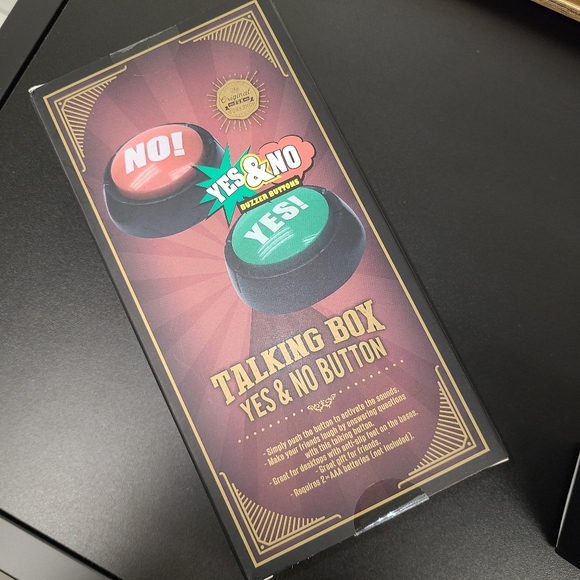 The
Original
NO!
YES&NO
BUZZER BUTTONS
YES!
TALKING BOX
YES & NO BUTTON
- Simply push the button to activate the sounds.
- Make your friends laugh by answering questions
with this talking button.
- Great for desktops with anti-slip feet on the bases.
- Great gift for friends.
- Requires 2 × AAA batteries (not included).